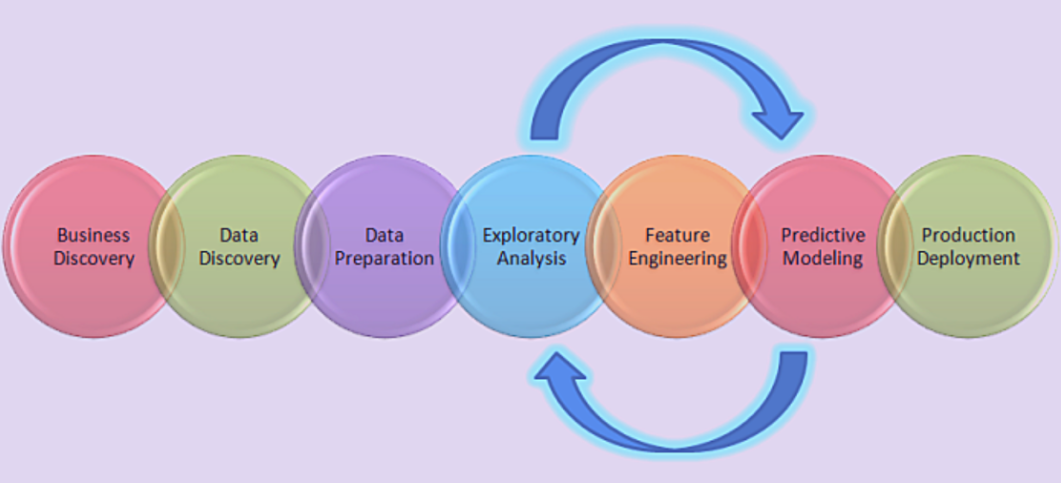 Business
Discovery
Data
Discovery
Data
Preparation
Exploratory
Analysis
Feature
Engineering
Predictive
Modeling
Production
Deployment